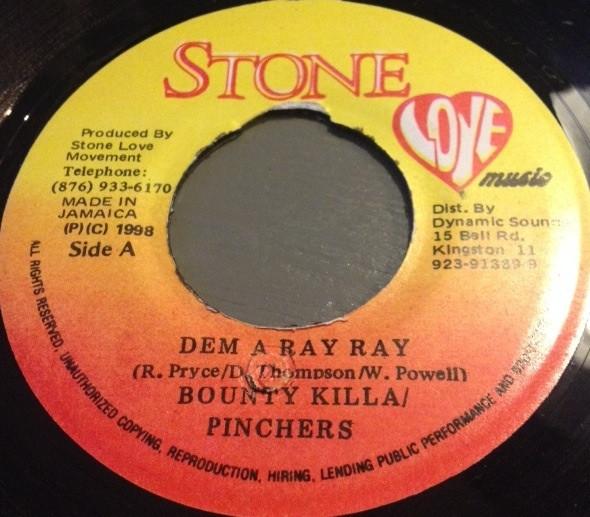 STONE
LOVE
music
Produced By
Stone Love
Movement
Telephone:
(876) 933-6170
MADE IN
JAMAICA
(P)(C) 1998
Side A
Dist. By
Dynamic Soun
15 Bell Rd,
Kingston 11
DEM A RAY RAY
(R. Pryce/D. Thompson/W. Powell)
BOUNTY KILLA/
PINCHERS
ALL RIGHTS RESERVED, UNAUTHORIZED COPYING, REPRODUCTION, HIRING, LENDING PUBLIC PERFORMANCE AND